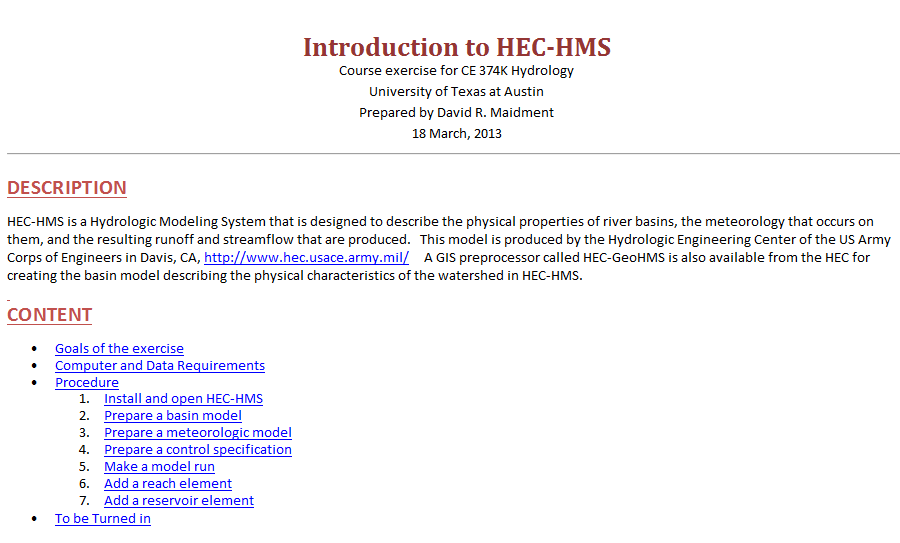 Introduction to HEC-HMS
Course exercise for CE 374K Hydrology
University of Texas at Austin
Prepared by David R. Maidment
18 March, 2013
DESCRIPTION
HEC-HMS is a Hydrologic Modeling System that is designed to describe the physical properties of river basins, the meteorology that occurs on
them, and the resulting runoff and streamflow that are produced.  This model is produced by the Hydrologic Engineering Center of the US Army
Corps of Engineers in Davis, CA, http://www.hec.usace.army.mil/   A GIS preprocessor called HEC-GeoHMS is also available from the HEC for
creating the basin model describing the physical characteristics of the watershed in HEC-HMS.
CONTENT
• Goals of the exercise
• Computer and Data Requirements
• Procedure
1. Install and open HEC-HMS
2. Prepare a basin model
3. Prepare a meteorologic model
4. Prepare a control specification
5. Make a model run
6. Add a reach element
7. Add a reservoir element
• To be Turned in